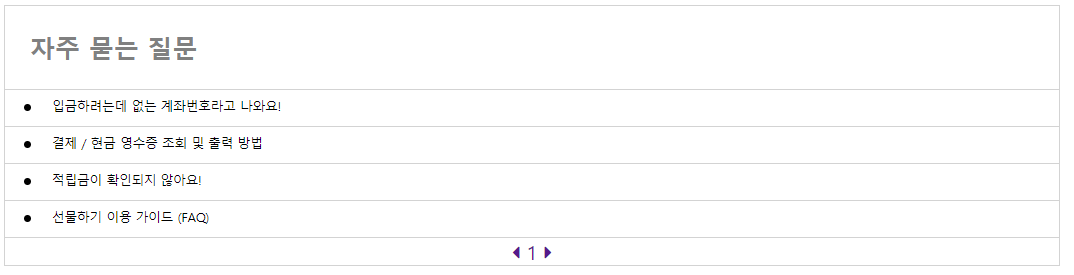 자주 묻는 질문
입금하려는데 없는 계좌번호라고 나와요!
결제 / 현금 영수증 조회 및 출력 방법
적립금이 확인되지 않아요!
선물하기 이용 가이드 (FAQ)
1